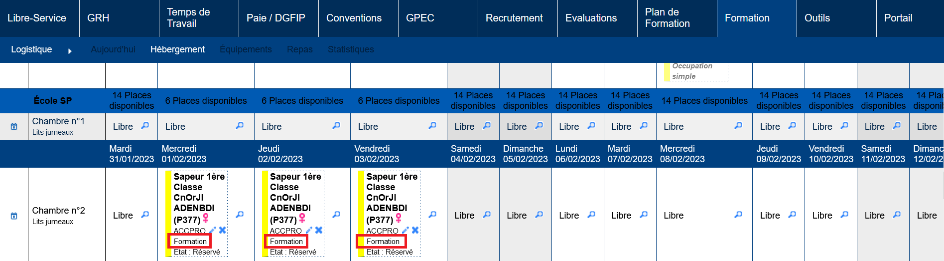 Libre-Service GRH Temps de Travail Paie / DGFIP Conventions GPEC Recrutement Evaluations Plan de Formation Formation Outils Portail
Logistique Aujourd'hui Hébergement Équipements Repas Statistiques
Occupation simple
École SP 14 Places disponibles 6 Places disponibles 6 Places disponibles 6 Places disponibles 14 Places disponibles 14 Places disponibles 14 Places disponibles 14 Places disponibles 14 Places disponibles 14 Places disponibles 14 Places disponibles 14 Places disponibles 14 Places disponibles
Chambre n°1 Libre Libre Libre Libre Libre Libre Libre Libre Libre Libre Libre Libre Libre
Lits jumeaux
Mardi Mercredi Jeudi Vendredi Samedi Dimanche Lundi Mardi Mercredi Jeudi Vendredi Samedi Dimanc
31/01/2023 01/02/2023 02/02/2023 03/02/2023 04/02/2023 05/02/2023 06/02/2023 07/02/2023 08/02/2023 09/02/2023 10/02/2023 11/02/2023 12/02/2023
Chambre n°2
Lits jumeaux
Libre
Sapeur 1ère
Classe
CnOrJI
ADENBDI
(P377)
ACCPRO
Formation
Etat : Réservé
Sapeur 1ère
Classe
CnOrJI
ADENBDI
(P377)
ACCPRO
Formation
Etat : Réservé
Sapeur 1ère
Classe
CnOrJI
ADENBDI
(P377)
ACCPRO
Formation
Etat : Réservé
Libre Libre Libre Libre Libre Libre Libre Libre Libre